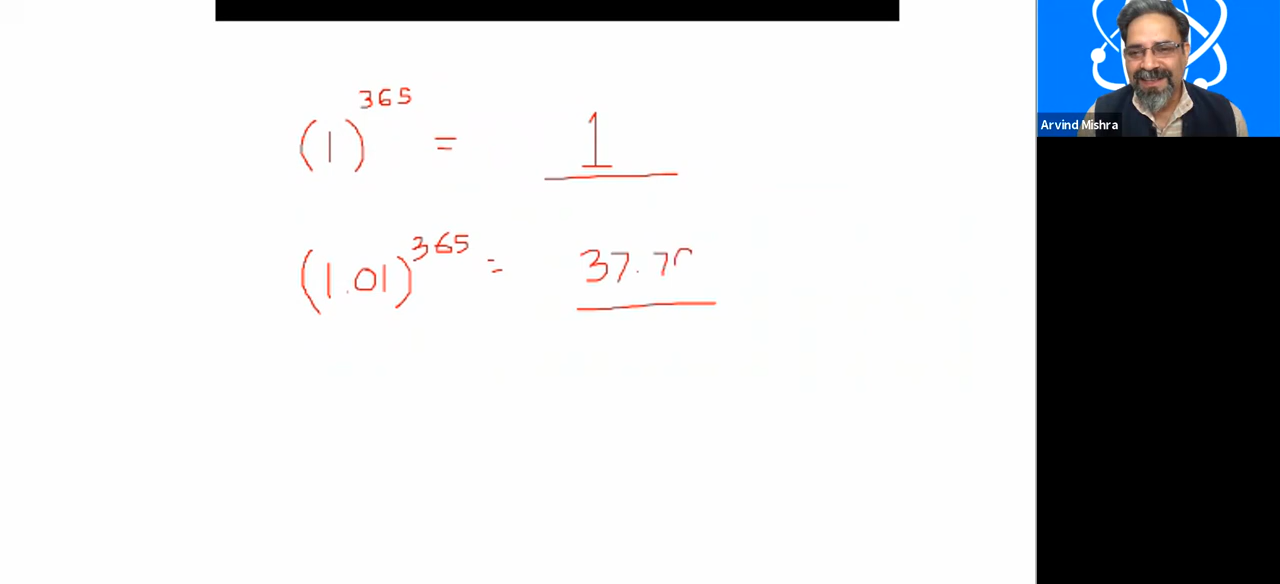 Arvind Mishra
(1)^365 = 1
(1.01)^365 = 37.7